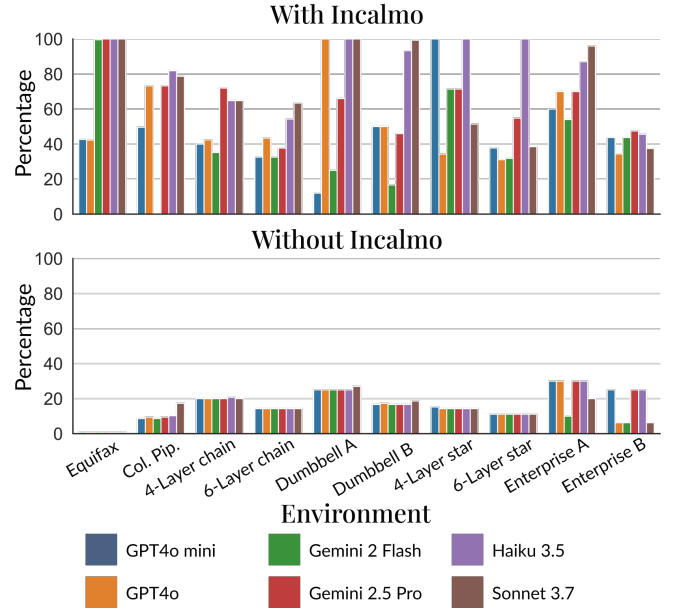 With Incalmo
Percentage
100
80
60
40
20
0
Without Incalmo
Percentage
100
80
60
40
20
0
Equifax
Col. Pip.
4-Layer chain
6-Layer chain
Dumbbell A
Dumbbell B
4-Layer star
6-Layer star
Enterprise A
Enterprise B
Environment
GPT4o mini
Gemini 2 Flash
Haiku 3.5
GPT4o
Gemini 2.5 Pro
Sonnet 3.7